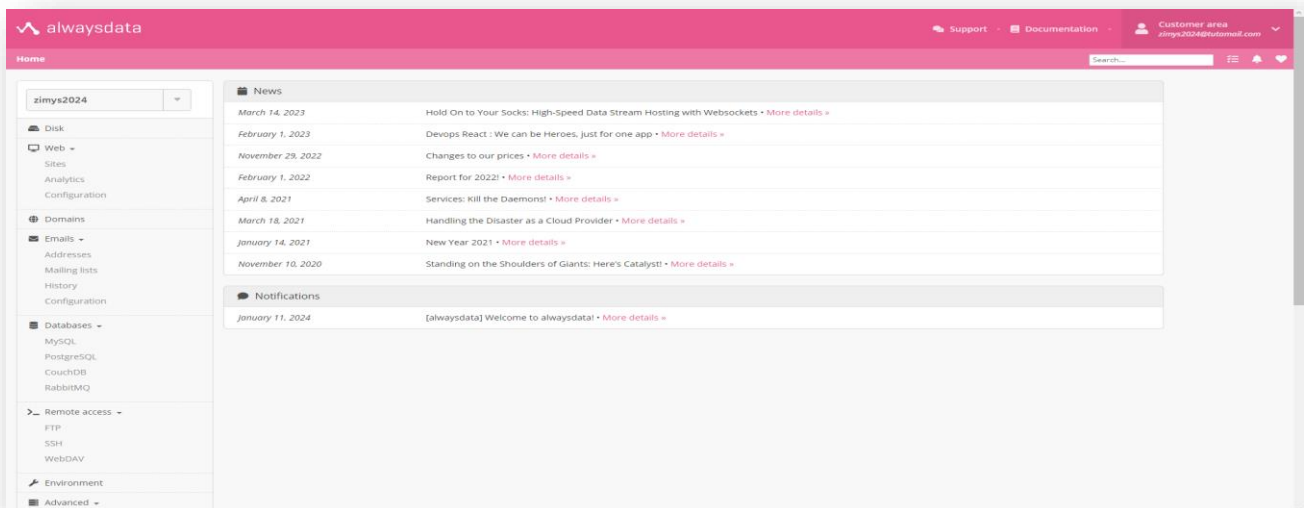 alwaysdata
Support · Documentation · Customer area
zimys2024@tutamail.com
Home
Search...
zimys2024
Disk
Web
Sites
Analytics
Configuration
Domains
Emails
Addresses
Mailing lists
History
Configuration
Databases
MySQL
PostgreSQL
CouchDB
RabbitMQ
>_ Remote access
FTP
SSH
WebDAV
Environment
Advanced
News
March 14, 2023 Hold On to Your Socks: High-Speed Data Stream Hosting with Websockets • More details »
February 1, 2023 Devops React : We can be Heroes, just for one app • More details »
November 29, 2022 Changes to our prices • More details »
February 1, 2022 Report for 2022! • More details »
April 8, 2021 Services: Kill the Daemons! • More details »
March 18, 2021 Handling the Disaster as a Cloud Provider • More details »
January 14, 2021 New Year 2021 • More details »
November 10, 2020 Standing on the Shoulders of Giants: Here's Catalyst! • More details »
Notifications
January 11, 2024 [alwaysdata] Welcome to alwaysdata! • More details »